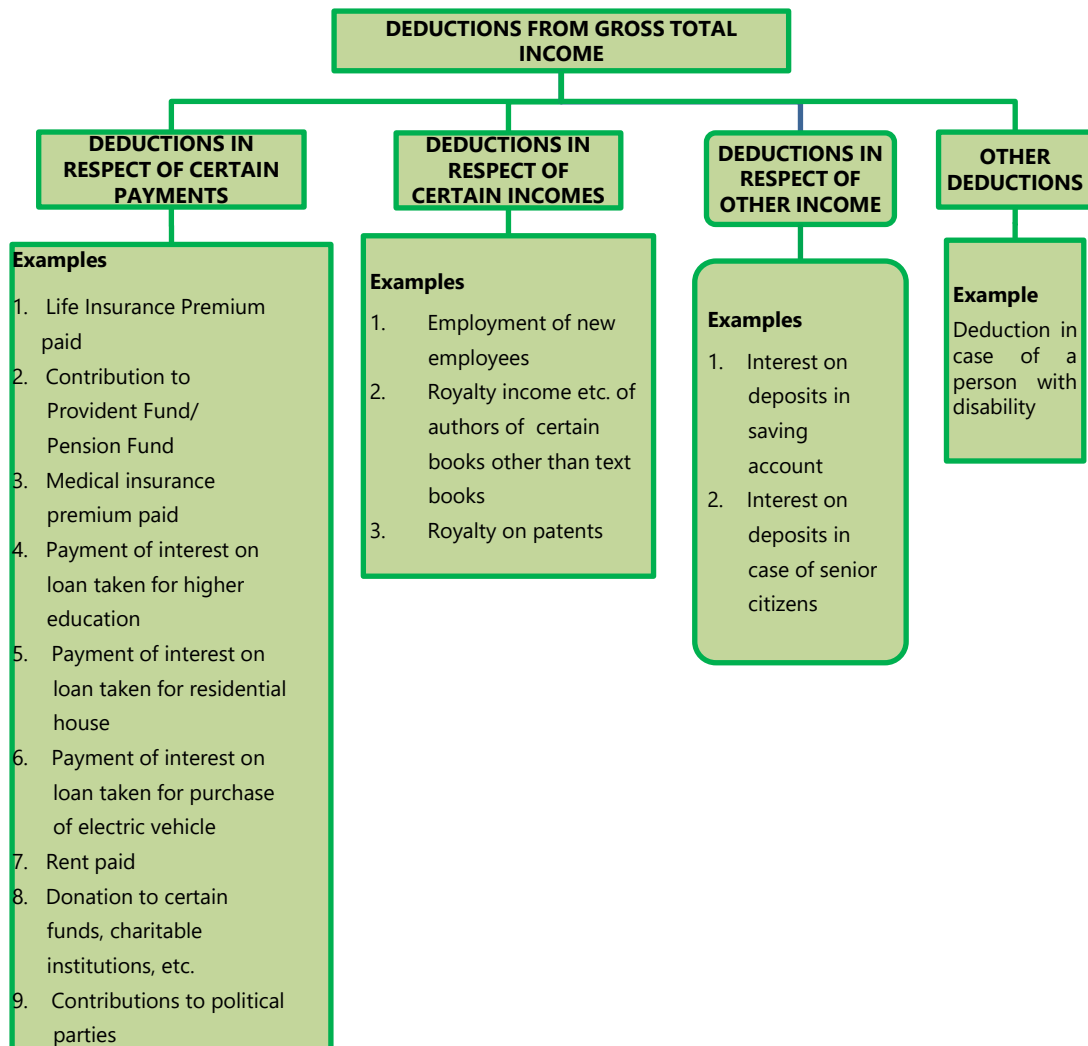 DEDUCTIONS FROM GROSS TOTAL
INCOME
DEDUCTIONS IN
RESPECT OF CERTAIN
PAYMENTS
Examples
1. Life Insurance Premium
paid
2. Contribution to
Provident Fund/
Pension Fund
3. Medical insurance
premium paid
4. Payment of interest on
loan taken for higher
education
5. Payment of interest on
loan taken for residential
house
6. Payment of interest on
loan taken for purchase
of electric vehicle
7. Rent paid
8. Donation to certain
funds, charitable
institutions, etc.
9. Contributions to political
parties
DEDUCTIONS IN
RESPECT OF
CERTAIN INCOMES
Examples
1. Employment of new
employees
2. Royalty income etc. of
authors of certain
books other than text
books
3. Royalty on patents
DEDUCTIONS IN
RESPECT OF
OTHER INCOME
Examples
1. Interest on
deposits in
saving
account
2. Interest on
deposits in
case of senior
citizens
OTHER
DEDUCTIONS
Example
Deduction in
case of a
person with
disability